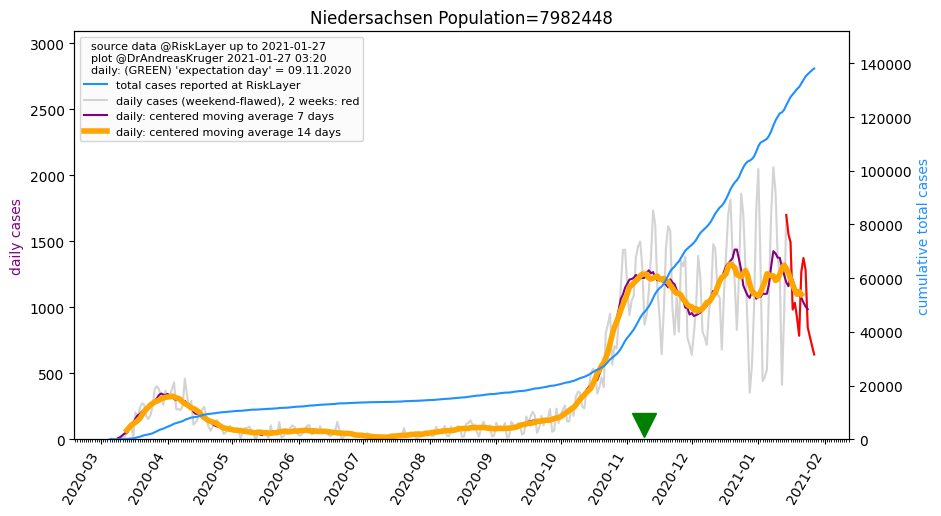 Niedersachsen Population=7982448
source data @RiskLayer up to 2021-01-27
plot @DrAndreasKruger 2021-01-27 03:20
daily: (GREEN) 'expectation day' = 09.11.2020
total cases reported at RiskLayer
daily cases (weekend-flawed), 2 weeks: red
daily: centered moving average 7 days
daily: centered moving average 14 days
daily cases
3000
2500
2000
1500
1000
500
0
140000
120000
100000
80000
60000
40000
20000
0
cumulative total cases
2020-03
2020-04
2020-05
2020-06
2020-07
2020-08
2020-09
2020-10
2020-11
2020-12
2021-01
2021-02